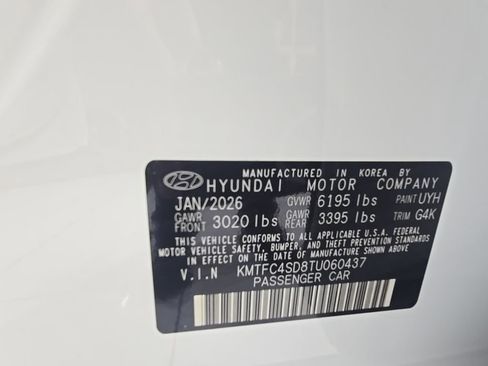 MANUFACTURED IN KOREA BY
HYUNDAI MOTOR COMPANY
JAN/2026 GVWR 6195 lbs PAINT UYH
GAWR FRONT 3020 lbs GAWR REAR 3395 lbs TRIM G4K
THIS VEHICLE CONFORMS TO ALL APPLICABLE U.S.A. FEDERAL
MOTOR VEHICLE SAFETY, BUMPER, AND THEFT PREVENTION STANDARDS
IN EFFECT ON THE DATE OF MANUFACTURE SHOWN ABOVE.
V.I.N KMTFC4SD8TU060437
PASSENGER CAR